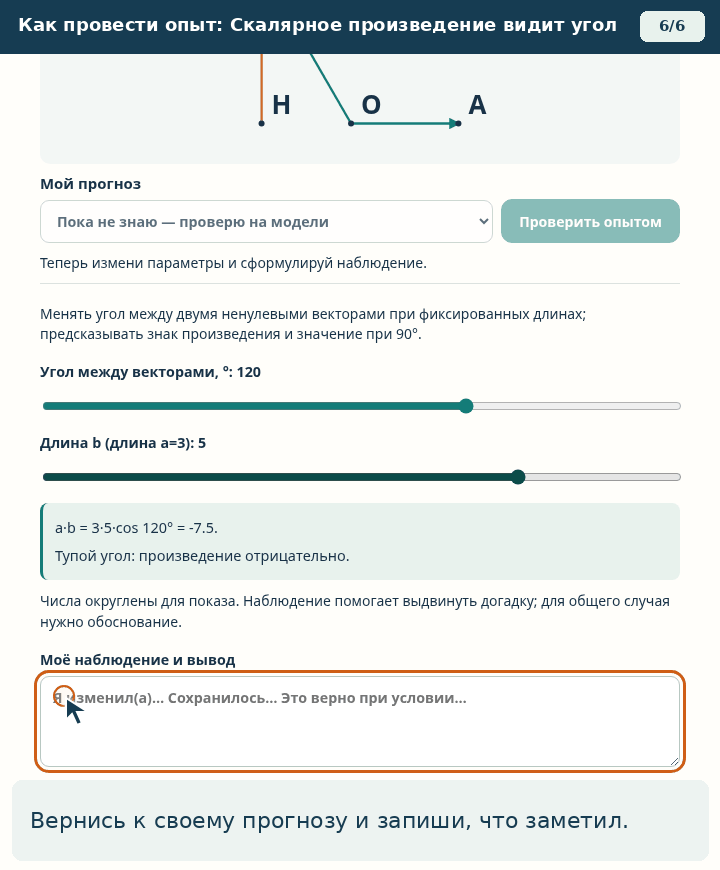 Как провести опыт: Скалярное произведение видит угол
6/6
H
O
A
Мой прогноз
Пока не знаю — проверю на модели
Проверить опытом
Теперь измени параметры и сформулируй наблюдение.
Менять угол между двумя ненулевыми векторами при фиксированных длинах;
предсказывать знак произведения и значение при 90°.
Угол между векторами, °: 120
Длина b (длина a=3): 5
a·b = 3·5·cos 120° = -7.5.
Тупой угол: произведение отрицательно.
Числа округлены для показа. Наблюдение помогает выдвинуть догадку; для общего случая
нужно обоснование.
Моё наблюдение и вывод
Я изменил(а)... Сохранилось... Это верно при условии...
Вернись к своему прогнозу и запиши, что заметил.